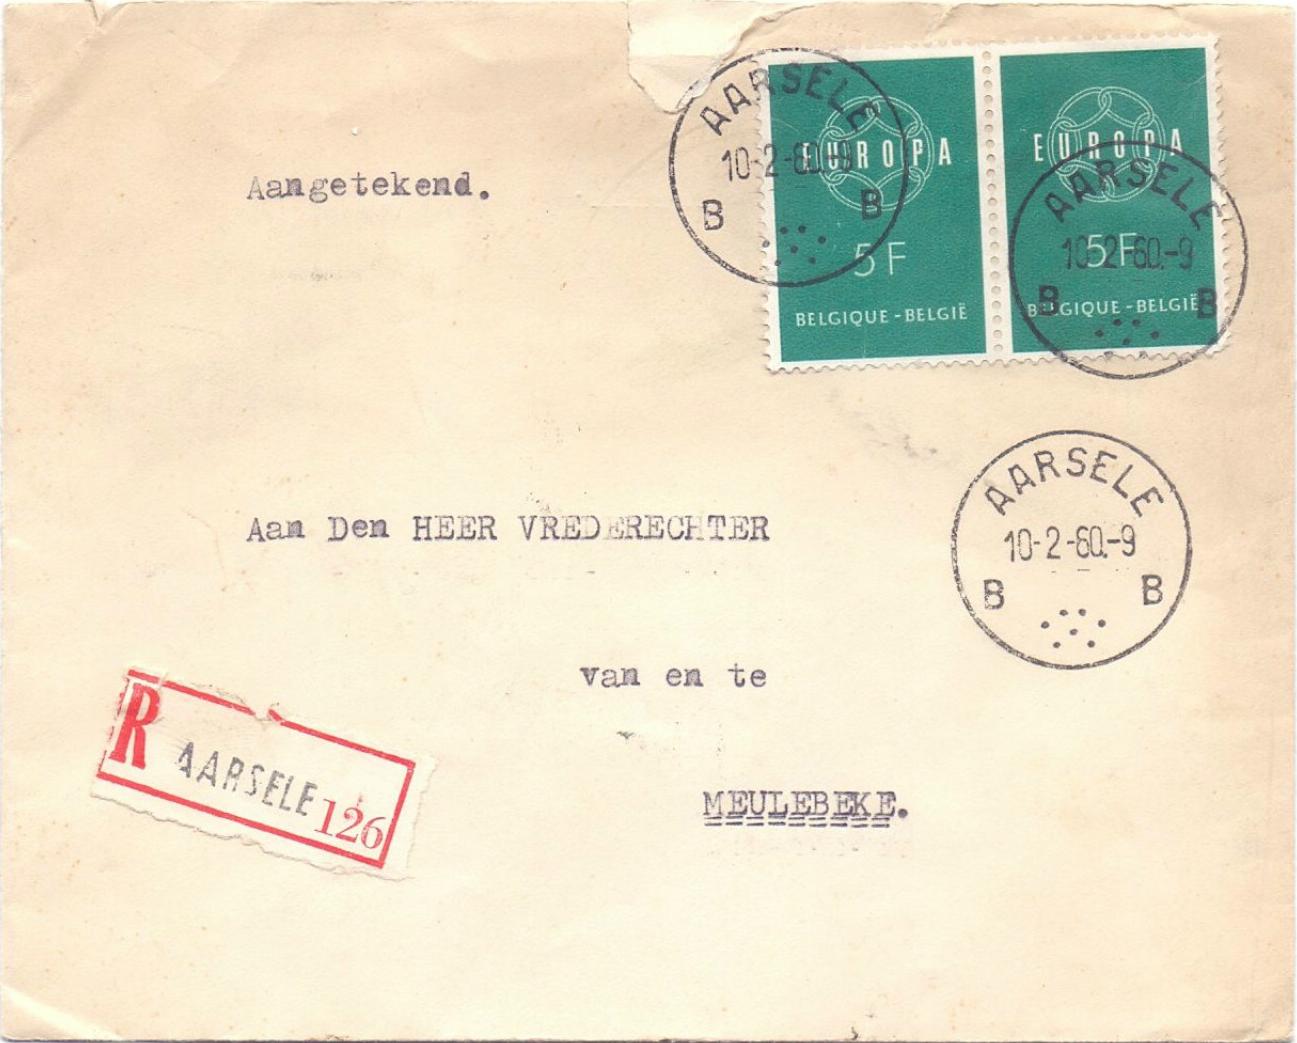 Aangetekend.
AARSELE
10-2-60.-9
B B
EUROPA
5F
BELGIQUE - BELGIË
EUROPA
5F
BELGIQUE - BELGIË
AARSELE
10-2-60.-9
B B
AARSELE
10-2-60.-9
B B
Aan Den HEER VREDERECHTER
van en te
MEULEBEKE.
R AARSELE 126